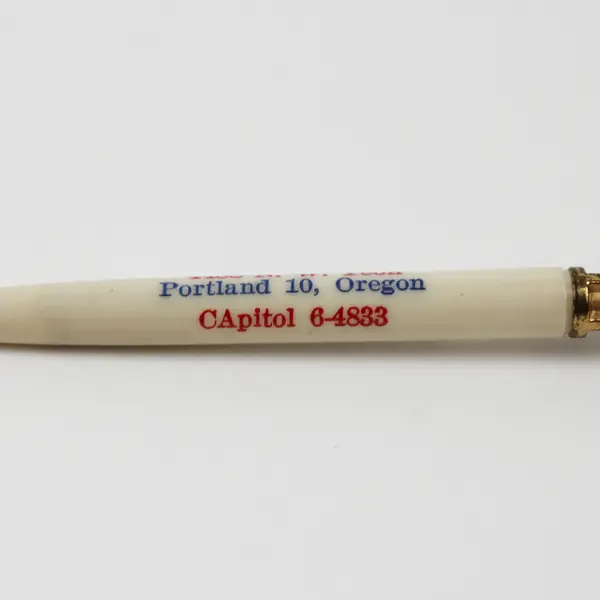 Portland 10, Oregon
CApitol 6-4833